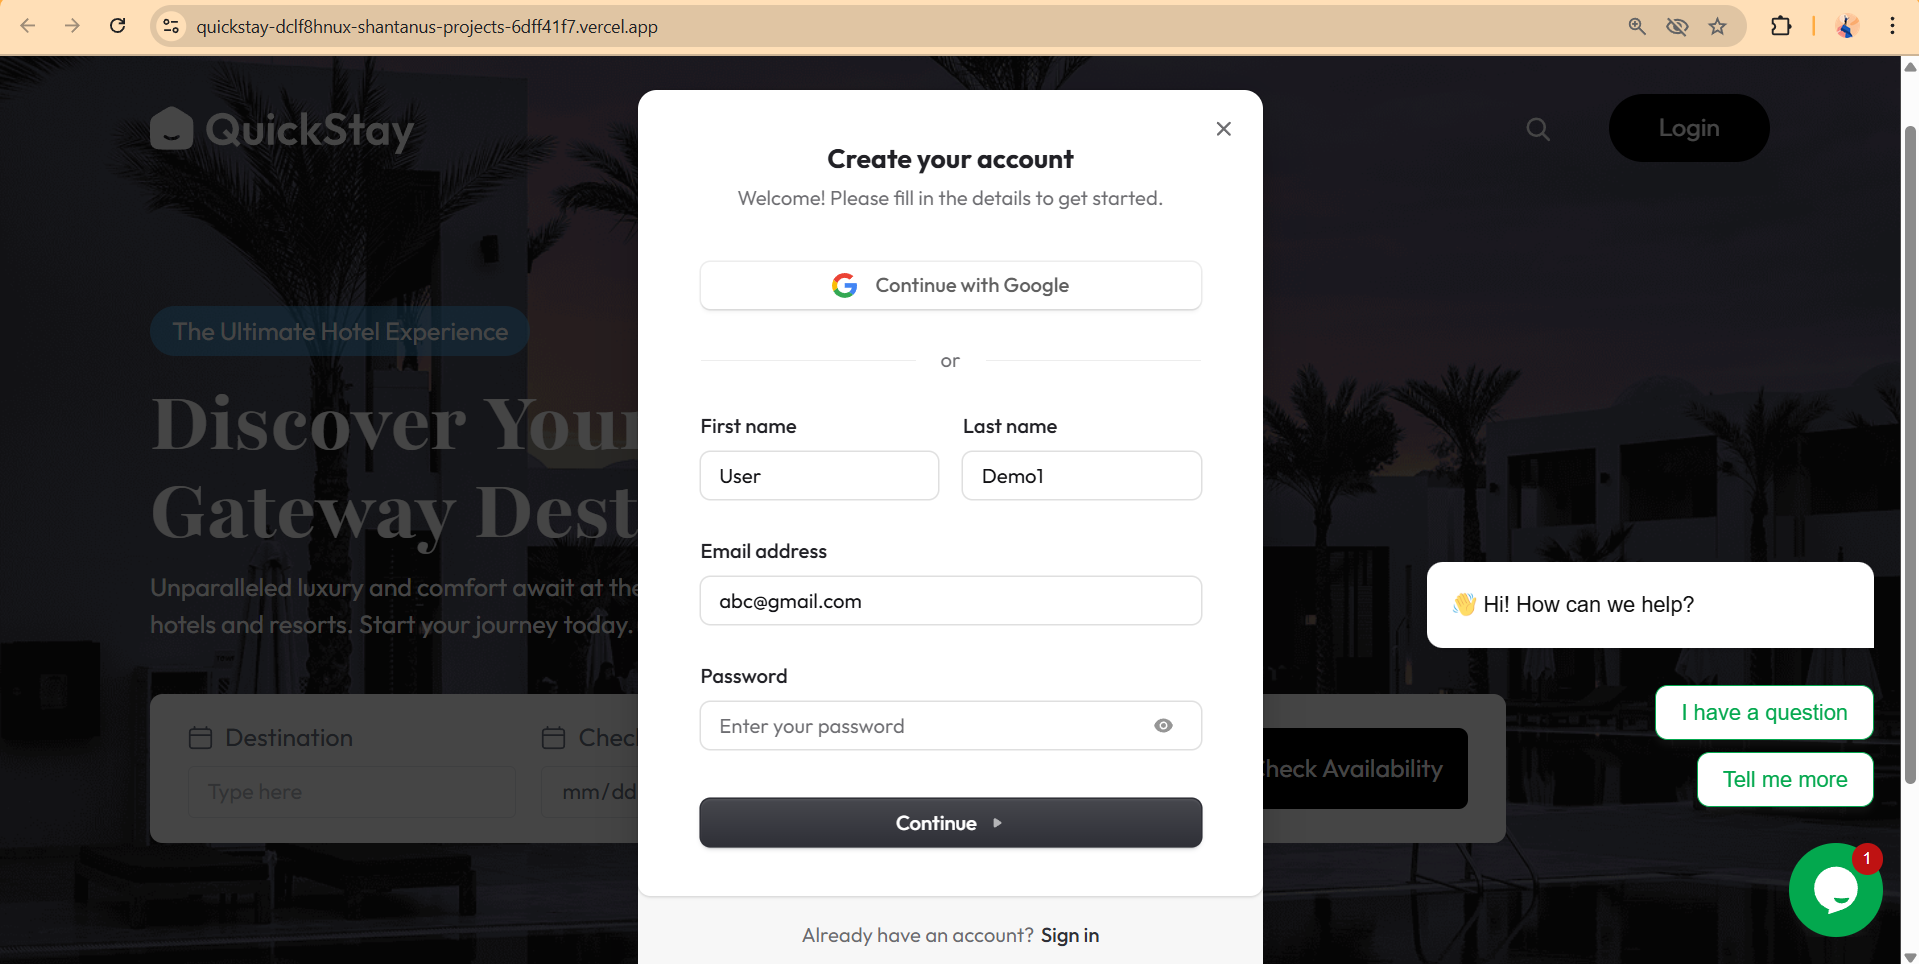 quickstay-dclf8hnux-shantanus-projects-6dff41f7.vercel.app
QuickStay
Login
Create your account
Welcome! Please fill in the details to get started.
Continue with Google
or
The Ultimate Hotel Experience
Discover Your
Gateway Dest
Unparalleled luxury and comfort await at the
hotels and resorts. Start your journey today.
First name
Last name
User
Demo1
Email address
abc@gmail.com
Password
Enter your password
Continue
Already have an account? Sign in
Destination
Type here
Chec
mm/dd
heck Availability
👋 Hi! How can we help?
I have a question
Tell me more
1